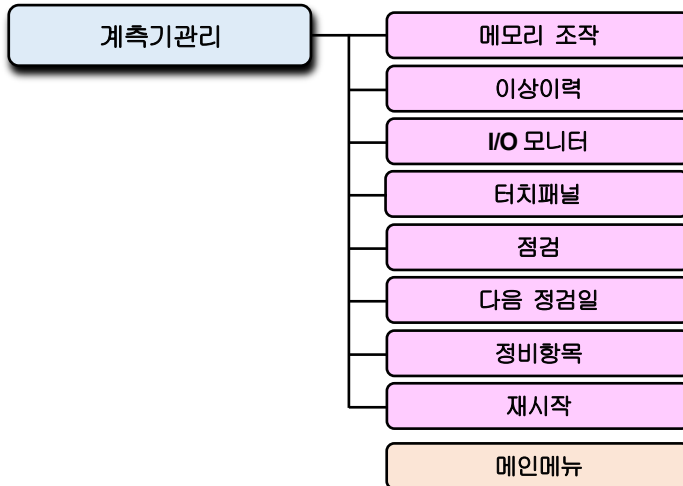 계측기관리
메모리 조작
이상이력
I/O 모니터
터치패널
점검
다음 정검일
정비항목
재시작
메인메뉴